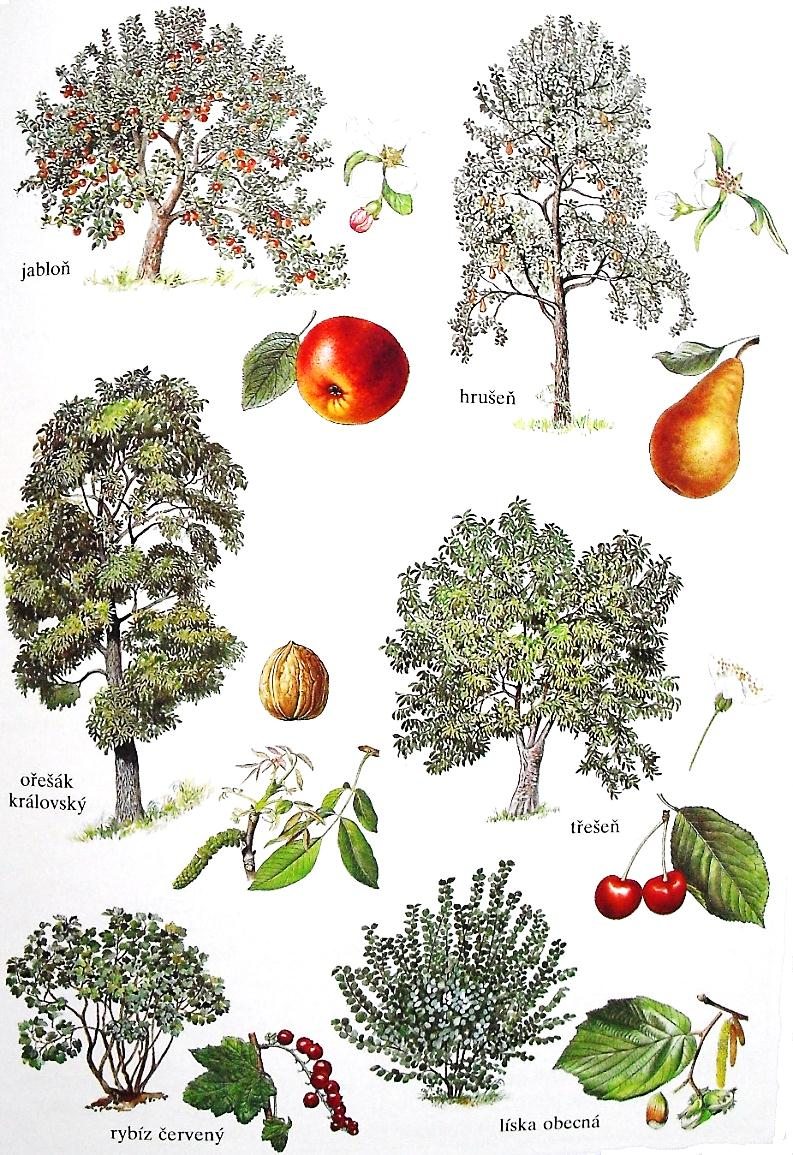 jabloň
hrušeň
ořešák
královský
třešeň
rybíz červený
líska obecná